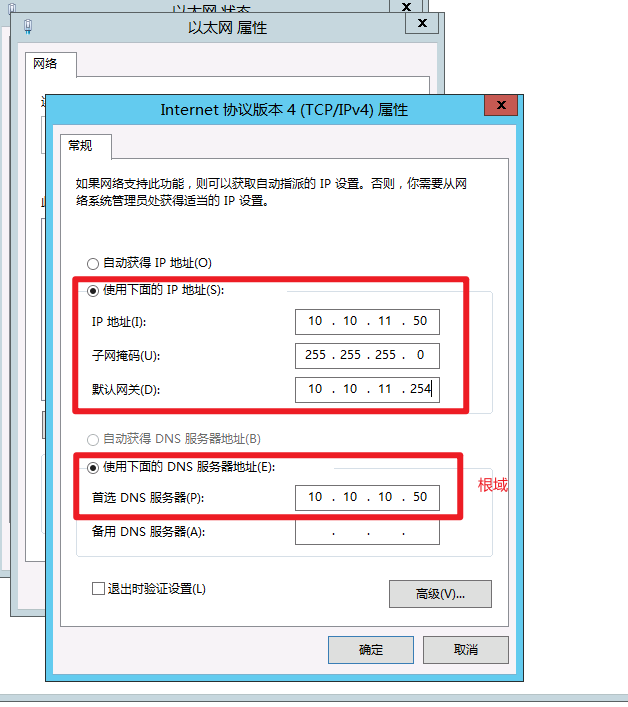 以太网 状态
x
以太网 属性
x
网络
Internet 协议版本 4 (TCP/IPv4) 属性
x
常规
如果网络支持此功能，则可以获取自动指派的 IP 设置。否则，你需要从网
络系统管理员处获得适当的 IP 设置。
自动获得 IP 地址(O)
使用下面的 IP 地址(S):
IP 地址(I): 10 . 10 . 11 . 50
子网掩码(U): 255 . 255 . 255 . 0
默认网关(D): 10 . 10 . 11 . 254
自动获得 DNS 服务器地址(B)
使用下面的 DNS 服务器地址(E):
首选 DNS 服务器(P): 10 . 10 . 10 . 50
根域
备用 DNS 服务器(A): . . .
退出时验证设置(L)
高级(V)...
确定 取消